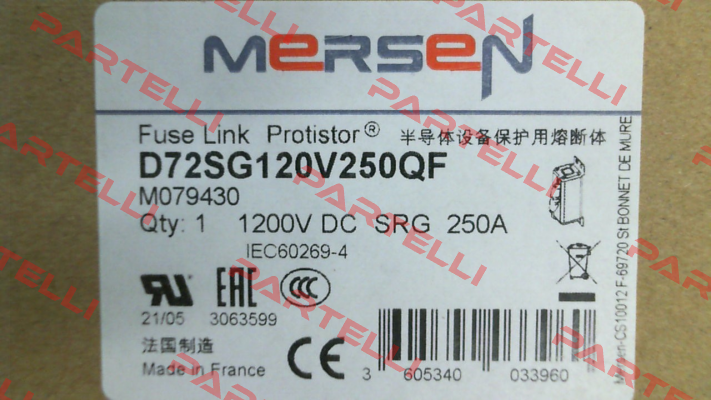 MERSEN
Fuse Link Protistor® 半导体设备保护用熔断体
D72SG120V250QF
M079430
Qty: 1 1200V DC SRG 250A
IEC60269-4
21/05 3063599
法国制造
Made in France
3 605340 033960
Mersen-CS10012 F-69720 St BONNET DE MURE
RU
EAC
CCC
CE
PARTELLI